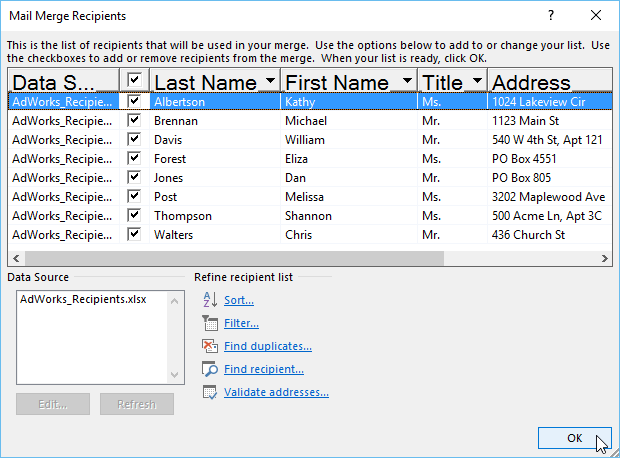 Mail Merge Recipients
This is the list of recipients that will be used in your merge. Use the options below to add to or change your list. Use
the checkboxes to add or remove recipients from the merge. When your list is ready, click OK.
Data S... Last Name First Name Title Address
AdWorks_Recipie... Albertson Kathy Ms. 1024 Lakeview Cir
AdWorks_Recipie... Brennan Michael Mr. 1123 Main St
AdWorks_Recipie... Davis William Mr. 540 W 4th St, Apt 121
AdWorks_Recipie... Forest Eliza Ms. PO Box 4551
AdWorks_Recipie... Jones Dan Mr. PO Box 805
AdWorks_Recipie... Post Melissa Ms. 3202 Maplewood Ave
AdWorks_Recipie... Thompson Shannon Ms. 500 Acme Ln, Apt 3C
AdWorks_Recipie... Walters Chris Mr. 436 Church St
Data Source
AdWorks_Recipients.xlsx
Edit... Refresh
Refine recipient list
Sort...
Filter...
Find duplicates...
Find recipient...
Validate addresses...
OK